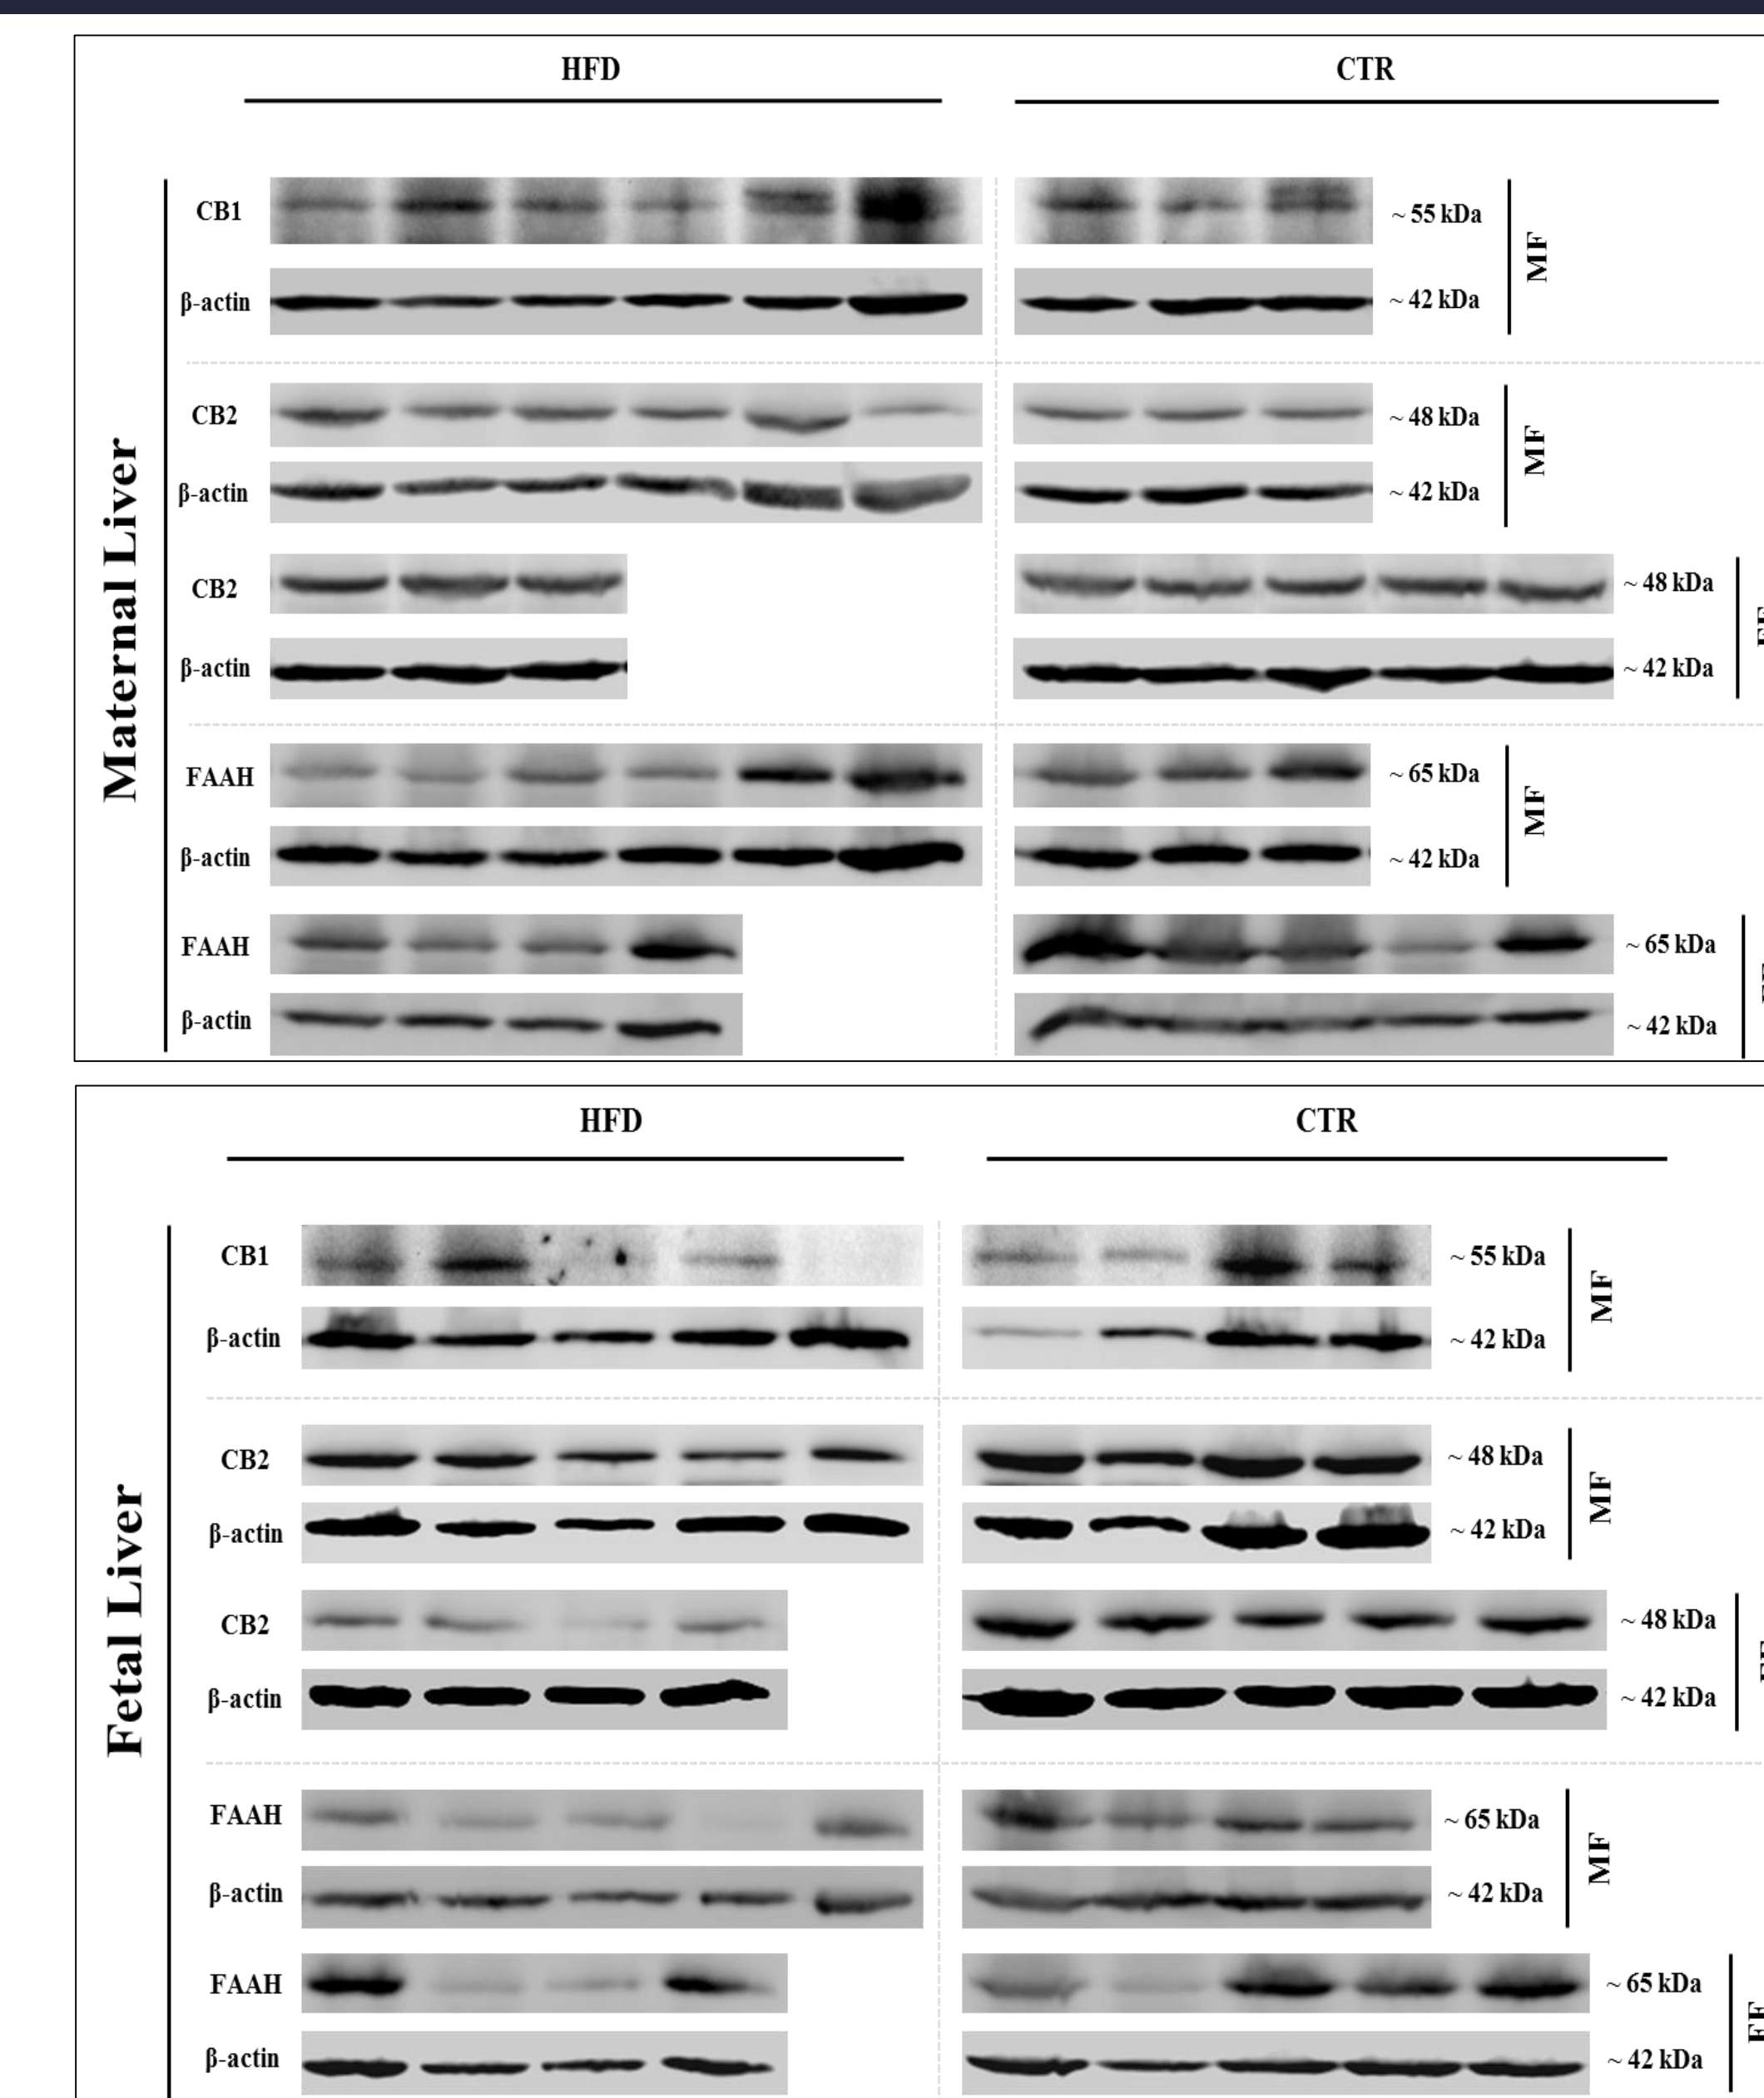 HFD CTR
Maternal Liver
CB1 ~ 55 kDa
MF
β-actin ~ 42 kDa
CB2 ~ 48 kDa
MF
β-actin ~ 42 kDa
CB2 ~ 48 kDa
β-actin ~ 42 kDa
FAAH ~ 65 kDa
MF
β-actin ~ 42 kDa
FAAH ~ 65 kDa
β-actin ~ 42 kDa
HFD CTR
Fetal Liver
CB1 ~ 55 kDa
MF
β-actin ~ 42 kDa
CB2 ~ 48 kDa
MF
β-actin ~ 42 kDa
CB2 ~ 48 kDa
β-actin ~ 42 kDa
FAAH ~ 65 kDa
MF
β-actin ~ 42 kDa
FAAH ~ 65 kDa
β-actin ~ 42 kDa